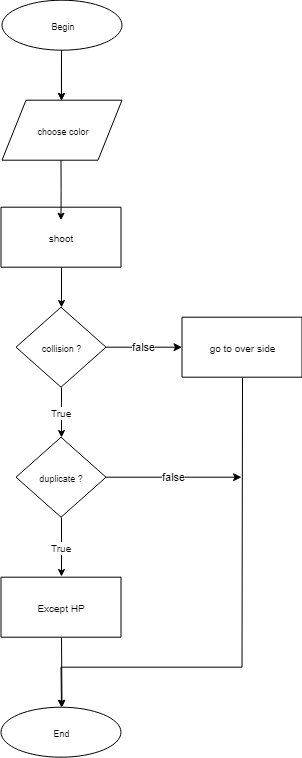 Begin
choose color
shoot
collision ?
false
go to over side
True
duplicate ?
false
True
Except HP
End